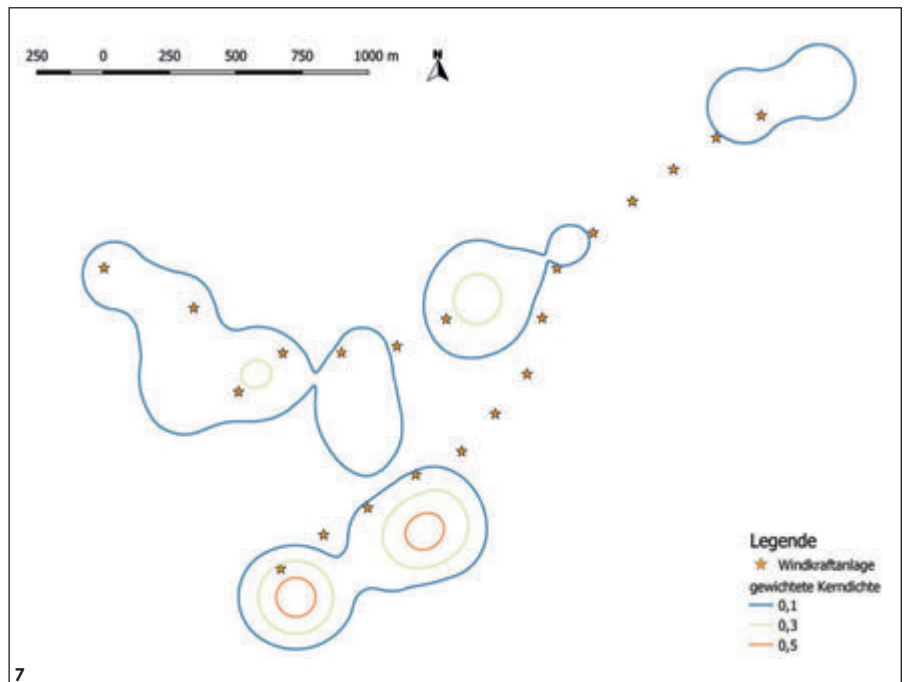 250 0 250 500 750 1000 m
N
Legende
Windkraftanlage
gewichtete Kerndichte
0,1
0,3
0,5
7